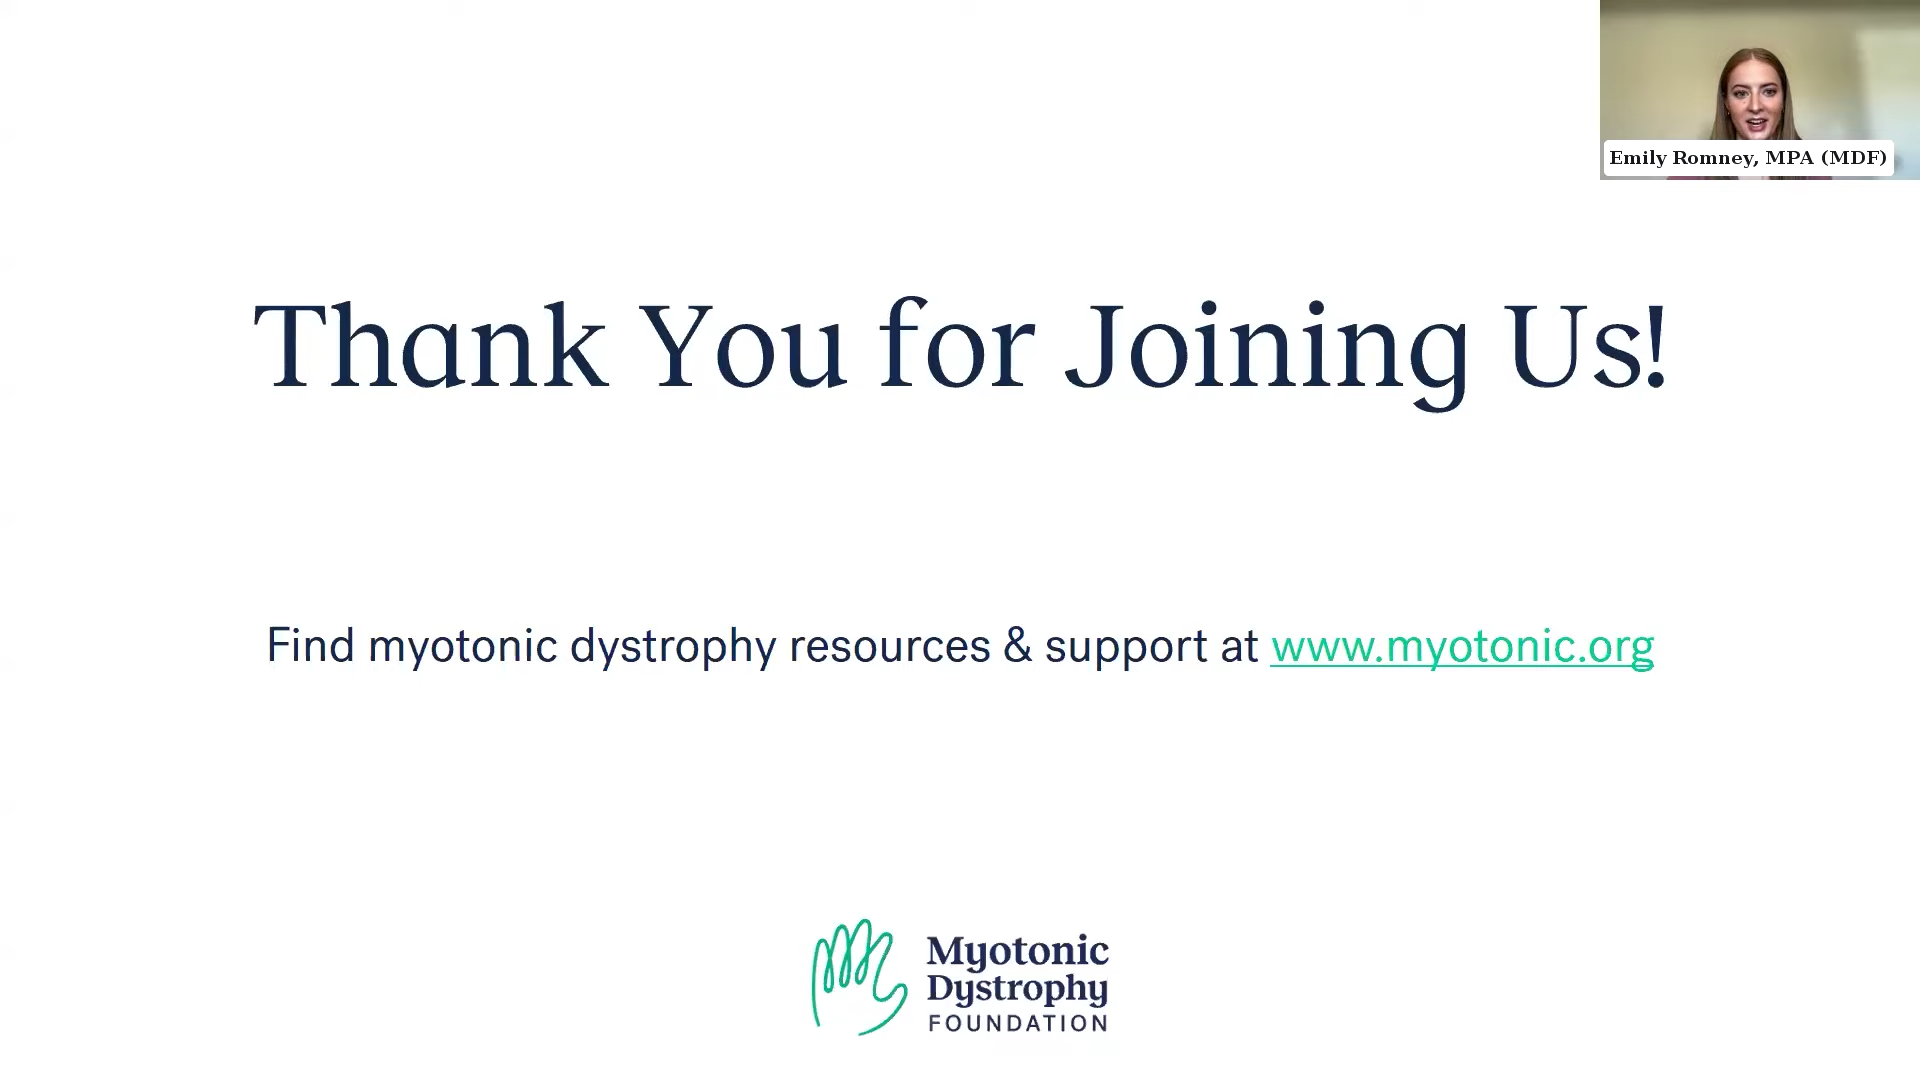 Emily Romney, MPA (MDF)
Thank You for Joining Us!
Find myotonic dystrophy resources & support at www.myotonic.org
Myotonic
Dystrophy
FOUNDATION